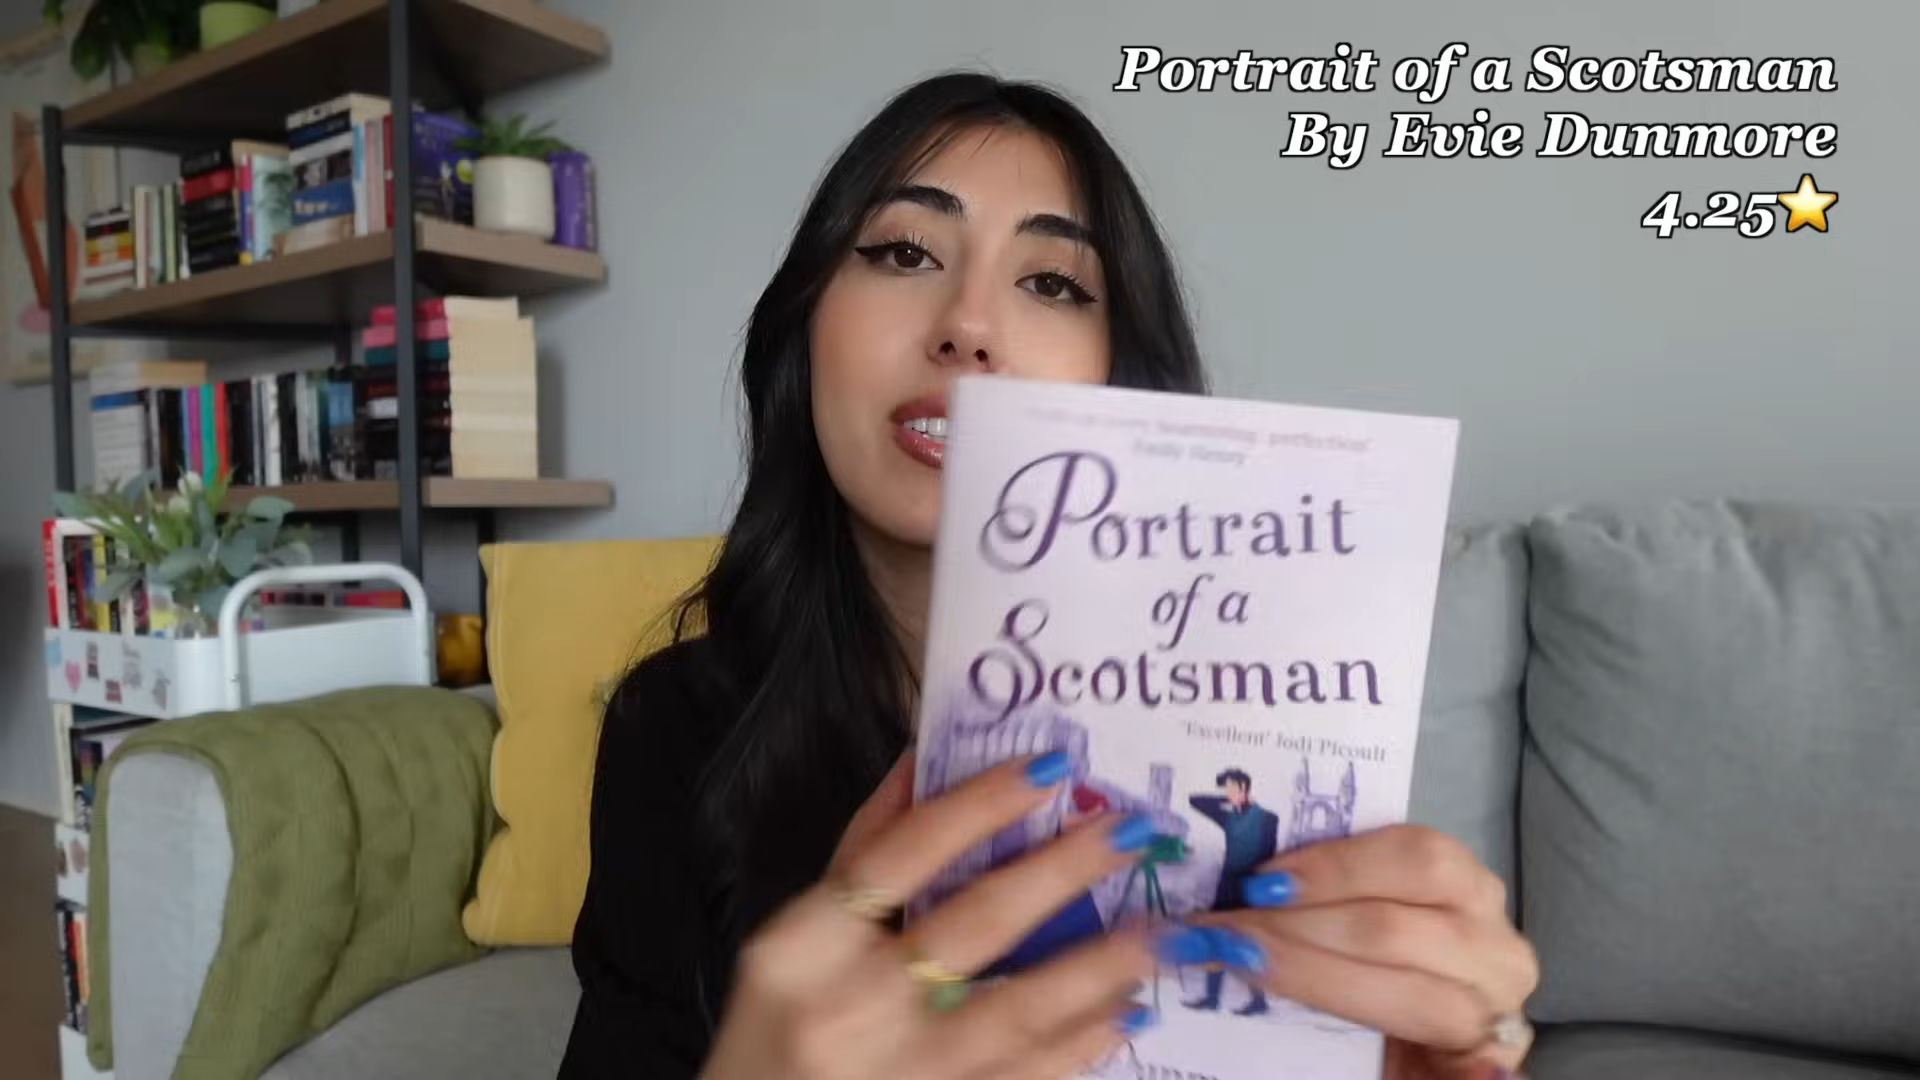 Portrait of a Scotsman
By Evie Dunmore
4.25⭐
Portrait
of a
Scotsman
'Excellent' Jodi Picoult